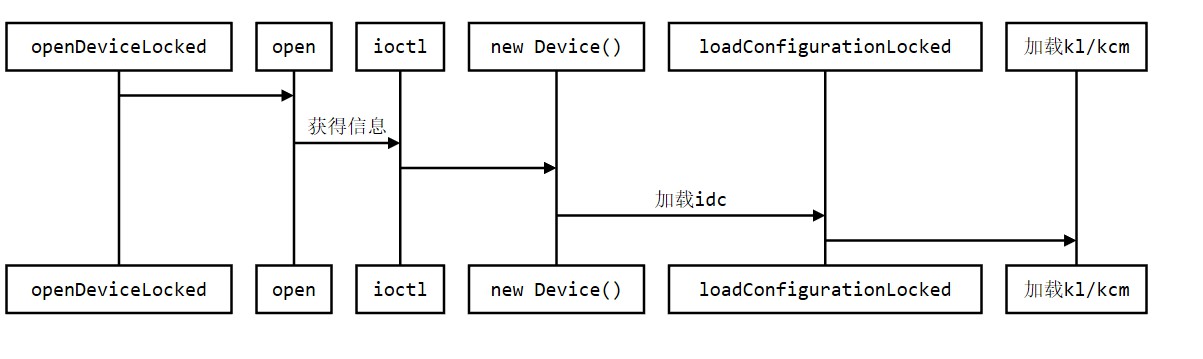 openDeviceLocked
open
ioctl
new Device()
loadConfigurationLocked
加载kl/kcm
获得信息
加载idc
openDeviceLocked
open
ioctl
new Device()
loadConfigurationLocked
加载kl/kcm